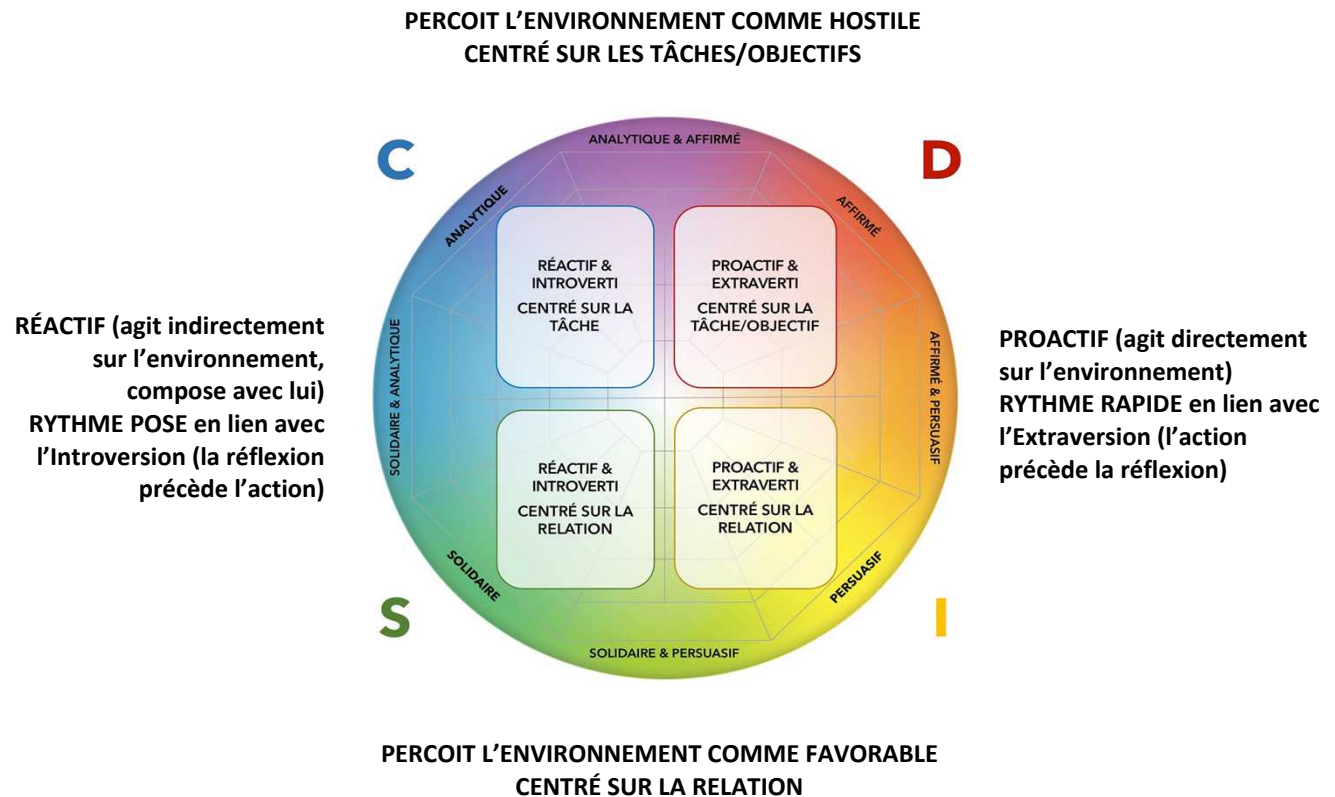 PERCOIT L’ENVIRONNEMENT COMME HOSTILE
CENTRÉ SUR LES TÂCHES/OBJECTIFS
C
D
ANALYTIQUE & AFFIRMÉ
ANALYTIQUE
AFFIRMÉ
RÉACTIF &
INTROVERTI
CENTRÉ SUR LA
TÂCHE
PROACTIF &
EXTRAVERTI
CENTRÉ SUR LA
TÂCHE/OBJECTIF
RÉACTIF (agit indirectement
sur l’environnement,
compose avec lui)
RYTHME POSE en lien avec
l’Introversion (la réflexion
précède l’action)
SOLIDAIRE & ANALYTIQUE
AFFIRMÉ & PERSUASIF
PROACTIF (agit directement
sur l’environnement)
RYTHME RAPIDE en lien avec
l’Extraversion (l’action
précède la réflexion)
RÉACTIF &
INTROVERTI
CENTRÉ SUR LA
RELATION
PROACTIF &
EXTRAVERTI
CENTRÉ SUR LA
RELATION
SOLIDAIRE
PERSUASIF
S
I
SOLIDAIRE & PERSUASIF
PERCOIT L’ENVIRONNEMENT COMME FAVORABLE
CENTRÉ SUR LA RELATION